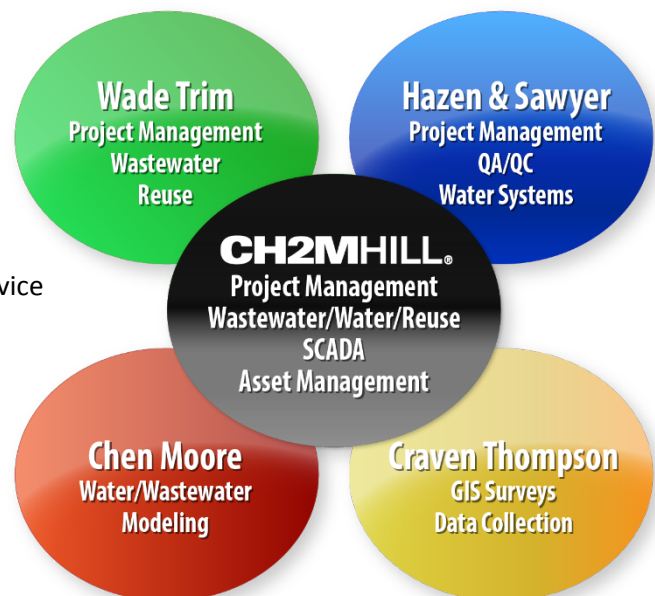 Wade Trim
Project Management
Wastewater
Reuse
Hazen & Sawyer
Project Management
QA/QC
Water Systems
CH2MHILL®
Project Management
Wastewater/Water/Reuse
SCADA
Asset Management
vice
Chen Moore
Water/Wastewater
Modeling
Craven Thompson
GIS Surveys
Data Collection